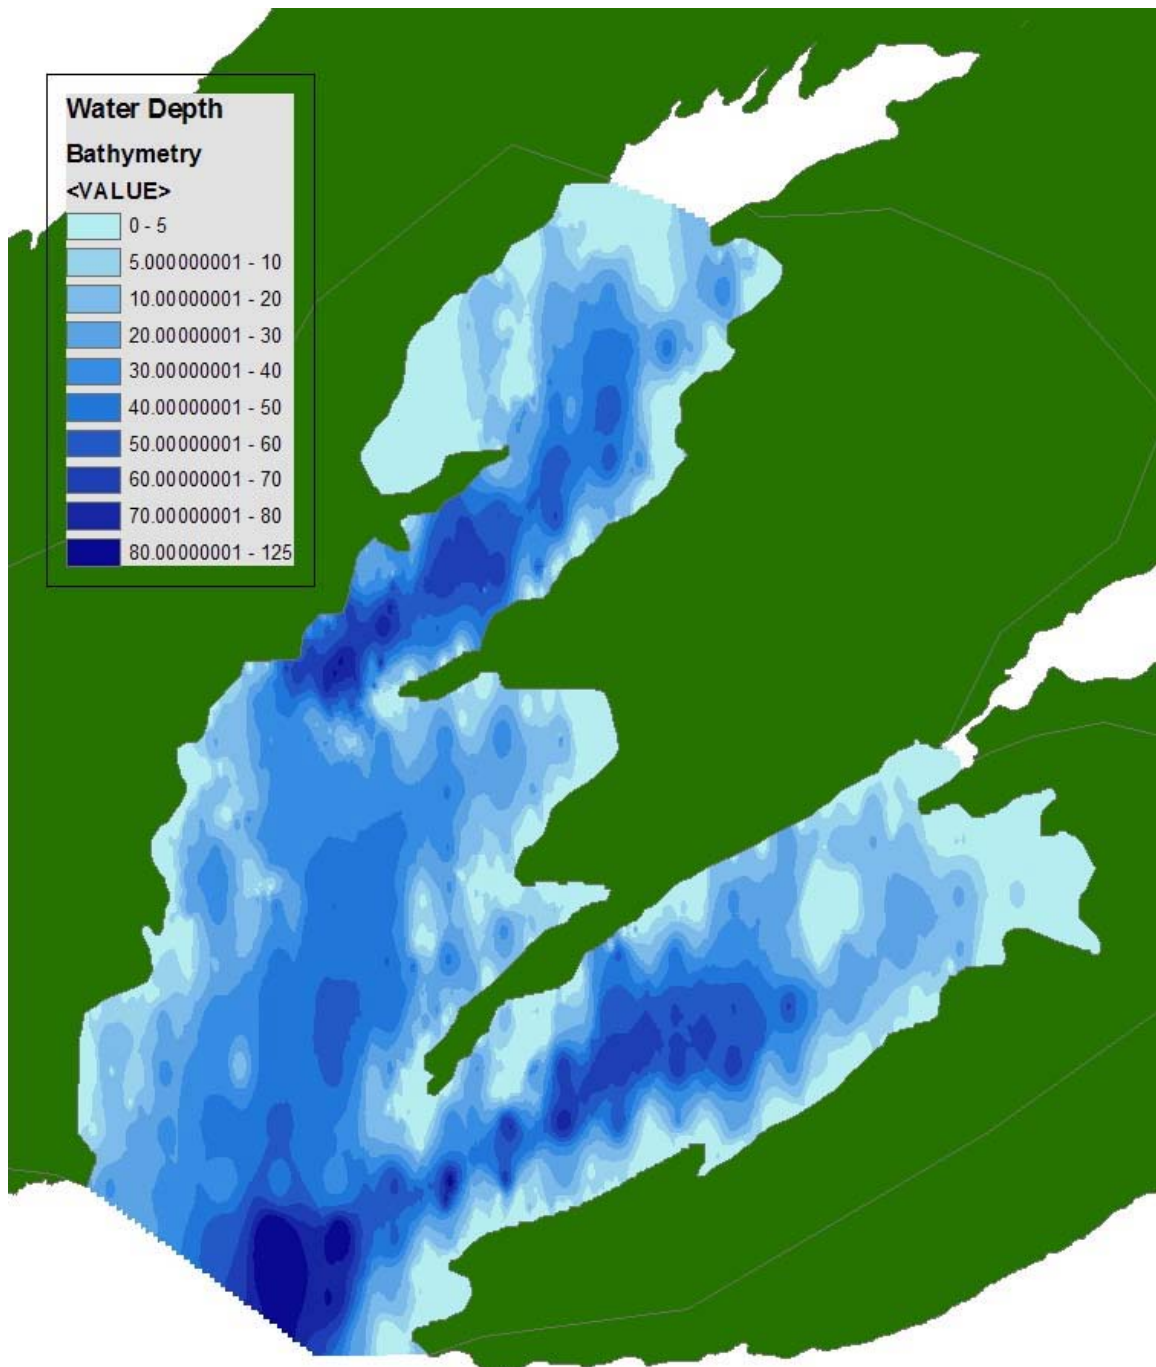 Water Depth
Bathymetry
<VALUE>
0 - 5
5.000000001 - 10
10.00000001 - 20
20.00000001 - 30
30.00000001 - 40
40.00000001 - 50
50.00000001 - 60
60.00000001 - 70
70.00000001 - 80
80.00000001 - 125